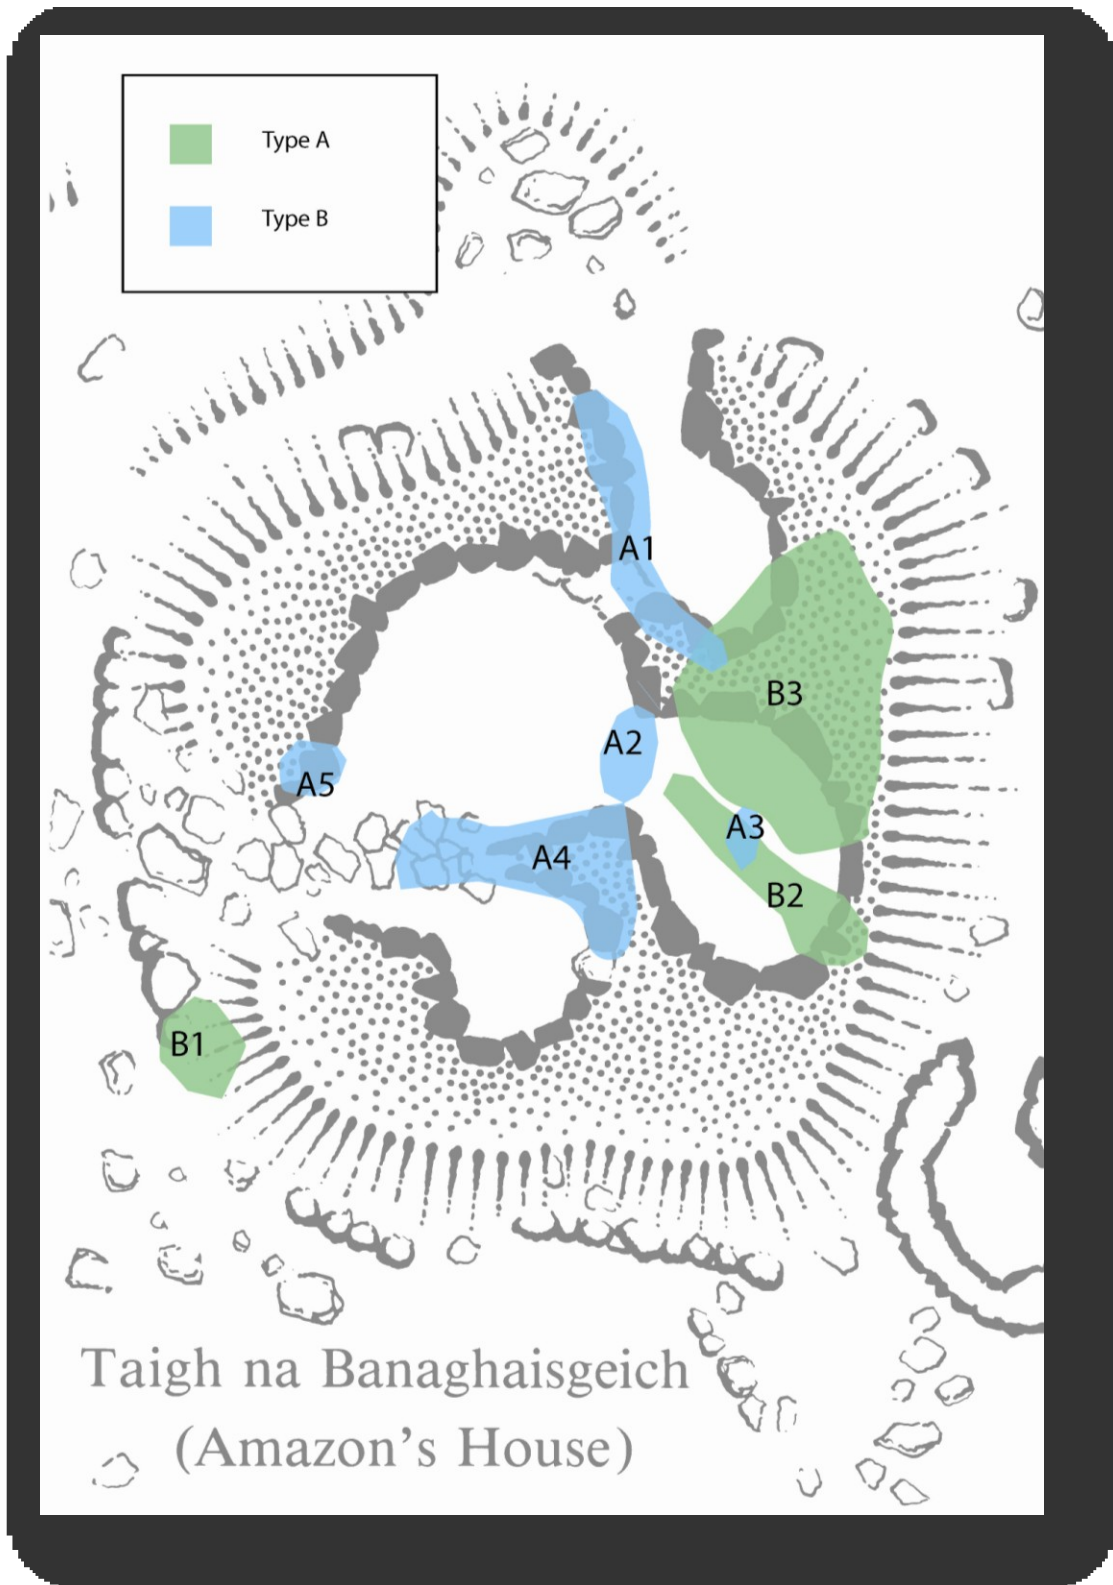 Type A
Type B
A1
B3
A2
A5
A3
A4
B2
B1
Taigh na Banaghaisgeich
(Amazon's House)